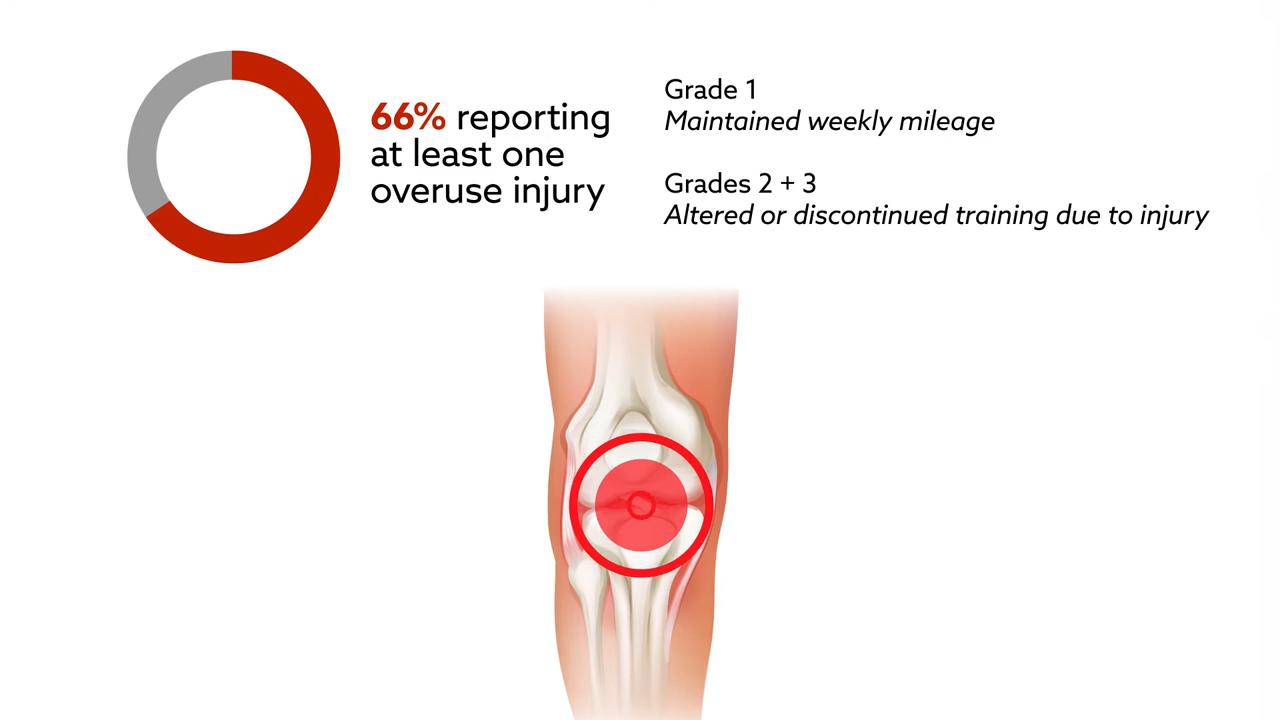 66% reporting
at least one
overuse injury
Grade 1
Maintained weekly mileage
Grades 2 + 3
Altered or discontinued training due to injury